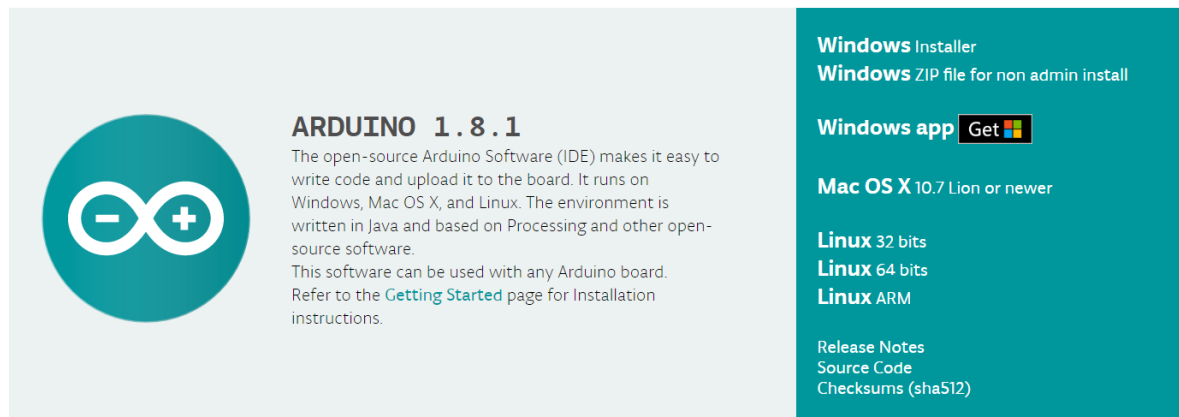 ARDUINO 1.8.1
The open-source Arduino Software (IDE) makes it easy to
write code and upload it to the board. It runs on
Windows, Mac OS X, and Linux. The environment is
written in Java and based on Processing and other open-
source software.
This software can be used with any Arduino board.
Refer to the Getting Started page for Installation
instructions.
Windows Installer
Windows ZIP file for non admin install
Windows app Get
Mac OS X 10.7 Lion or newer
Linux 32 bits
Linux 64 bits
Linux ARM
Release Notes
Source Code
Checksums (sha512)